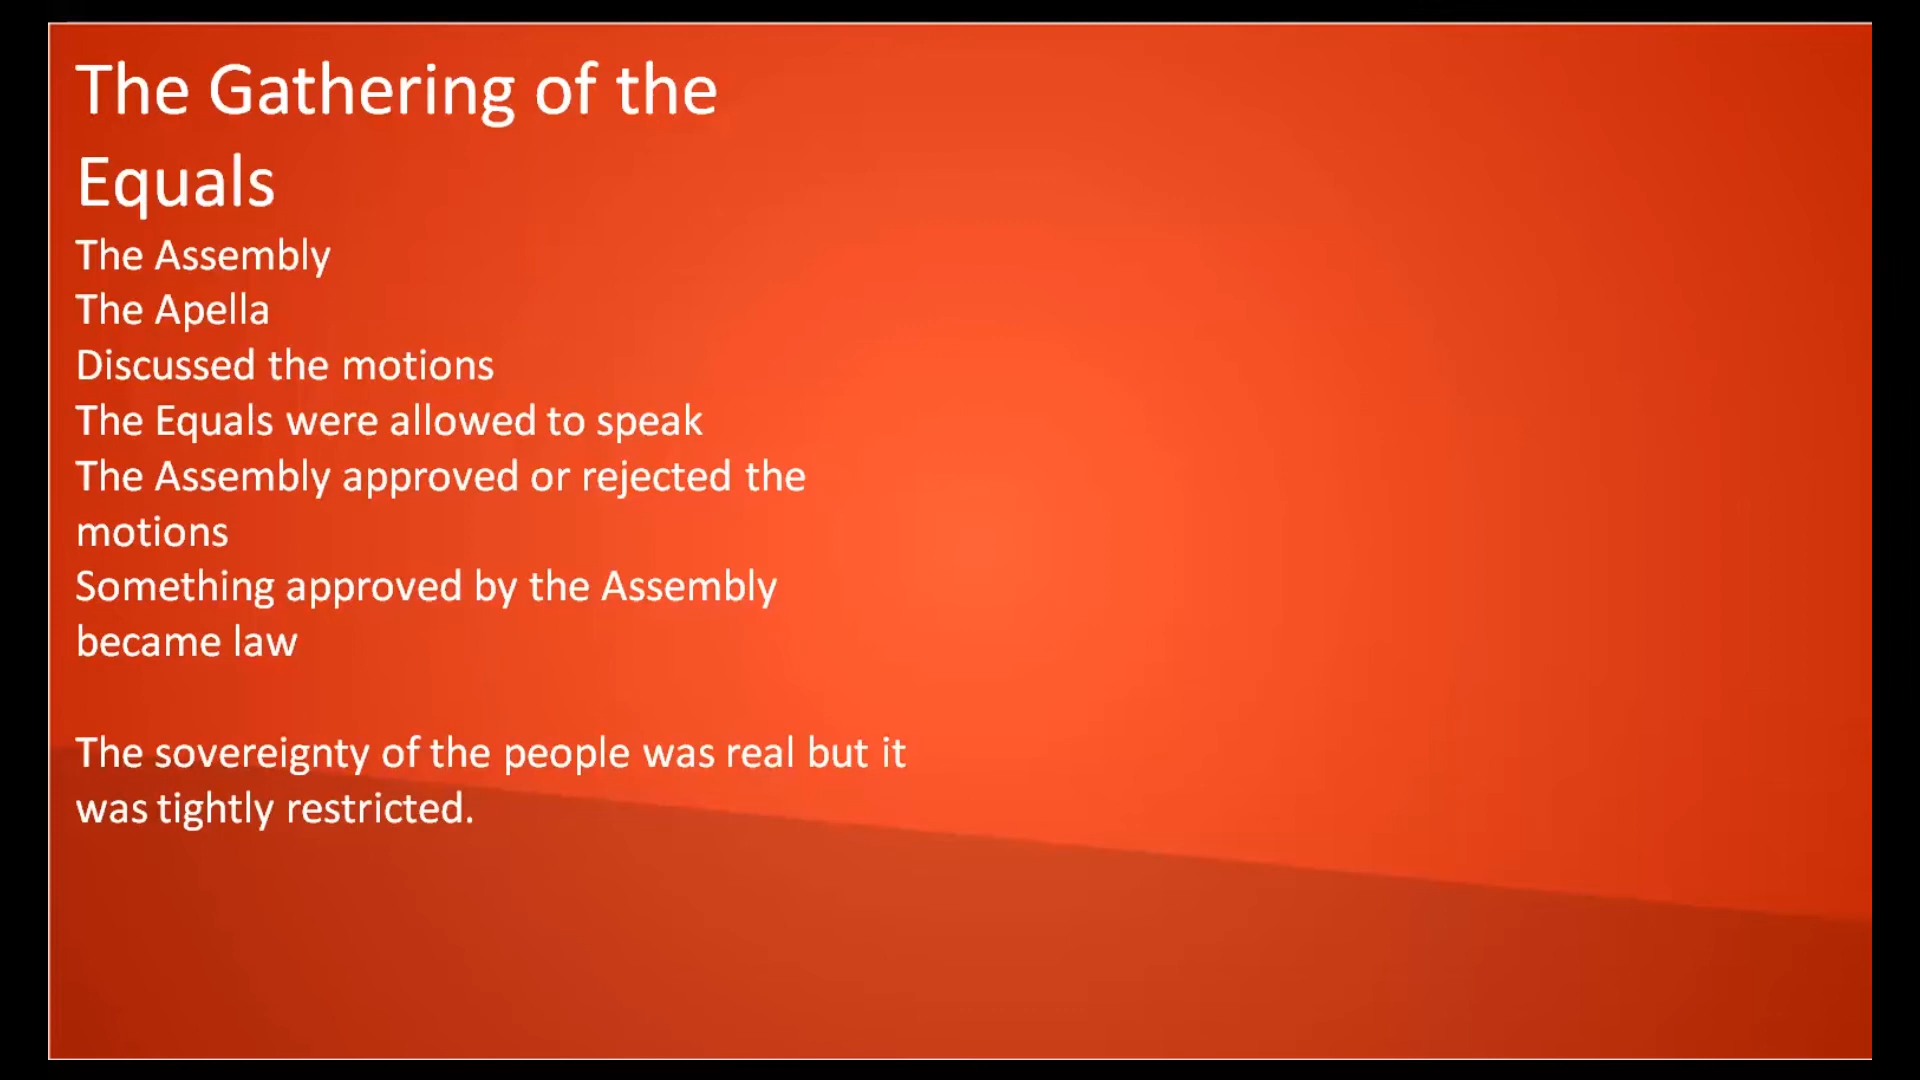 The Gathering of the
Equals
The Assembly
The Apella
Discussed the motions
The Equals were allowed to speak
The Assembly approved or rejected the
motions
Something approved by the Assembly
became law
The sovereignty of the people was real but it
was tightly restricted.